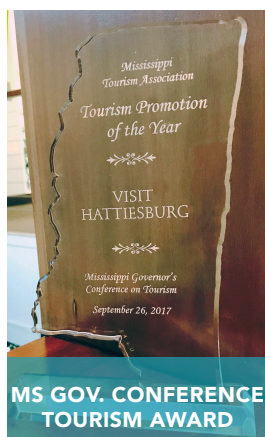 Mississippi
Tourism Association
Tourism Promotion
of the Year
VISIT
HATTIESBURG
Mississippi Governor's
Conference on Tourism
September 26, 2017
MS GOV. CONFERENCE
TOURISM AWARD